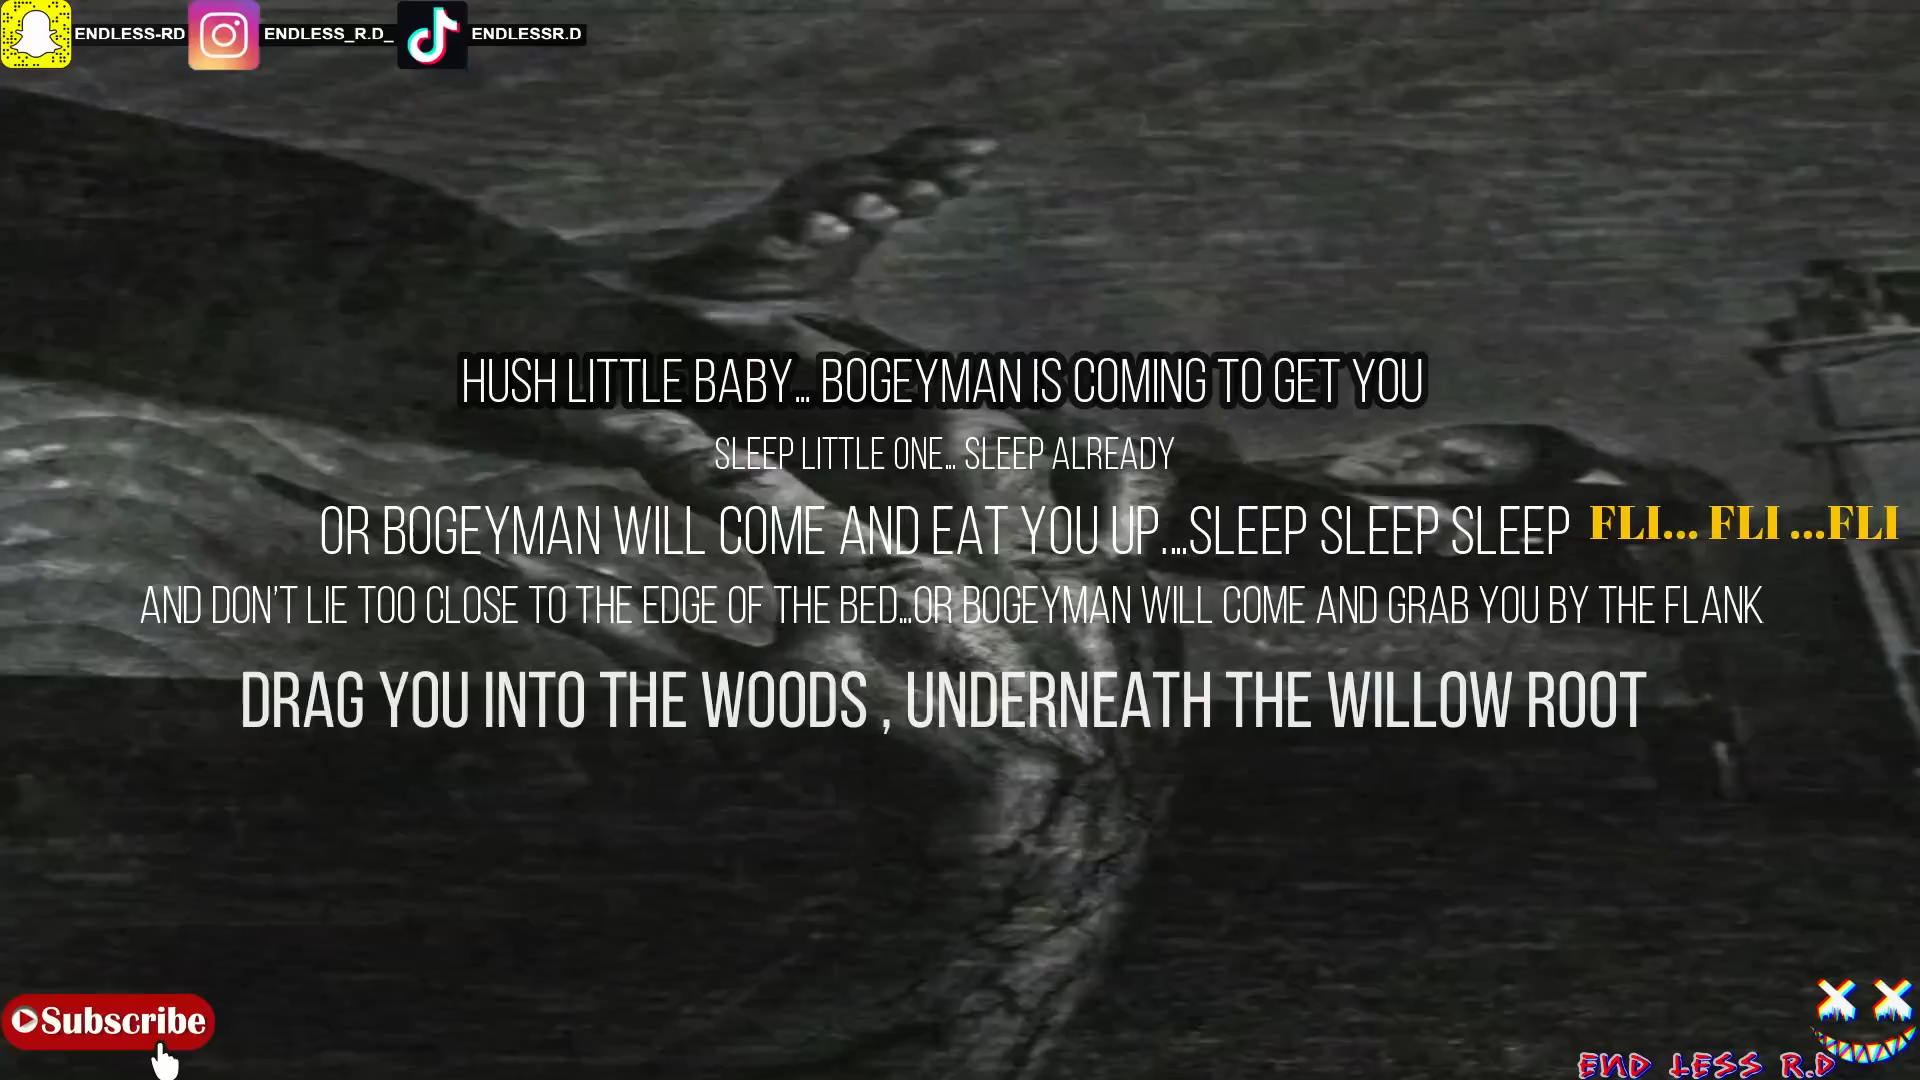 ENDLESS-RD ENDLESS_R.D_ ENDLESSR.D
HUSH LITTLE BABY... BOGEYMAN IS COMING TO GET YOU
SLEEP LITTLE ONE... SLEEP ALREADY
OR BOGEYMAN WILL COME AND EAT YOU UP....SLEEP SLEEP SLEEP FLI... FLI ...FLI
AND DON'T LIE TOO CLOSE TO THE EDGE OF THE BED...OR BOGEYMAN WILL COME AND GRAB YOU BY THE FLANK
DRAG YOU INTO THE WOODS , UNDERNEATH THE WILLOW ROOT
Subscribe
END LESS R.D